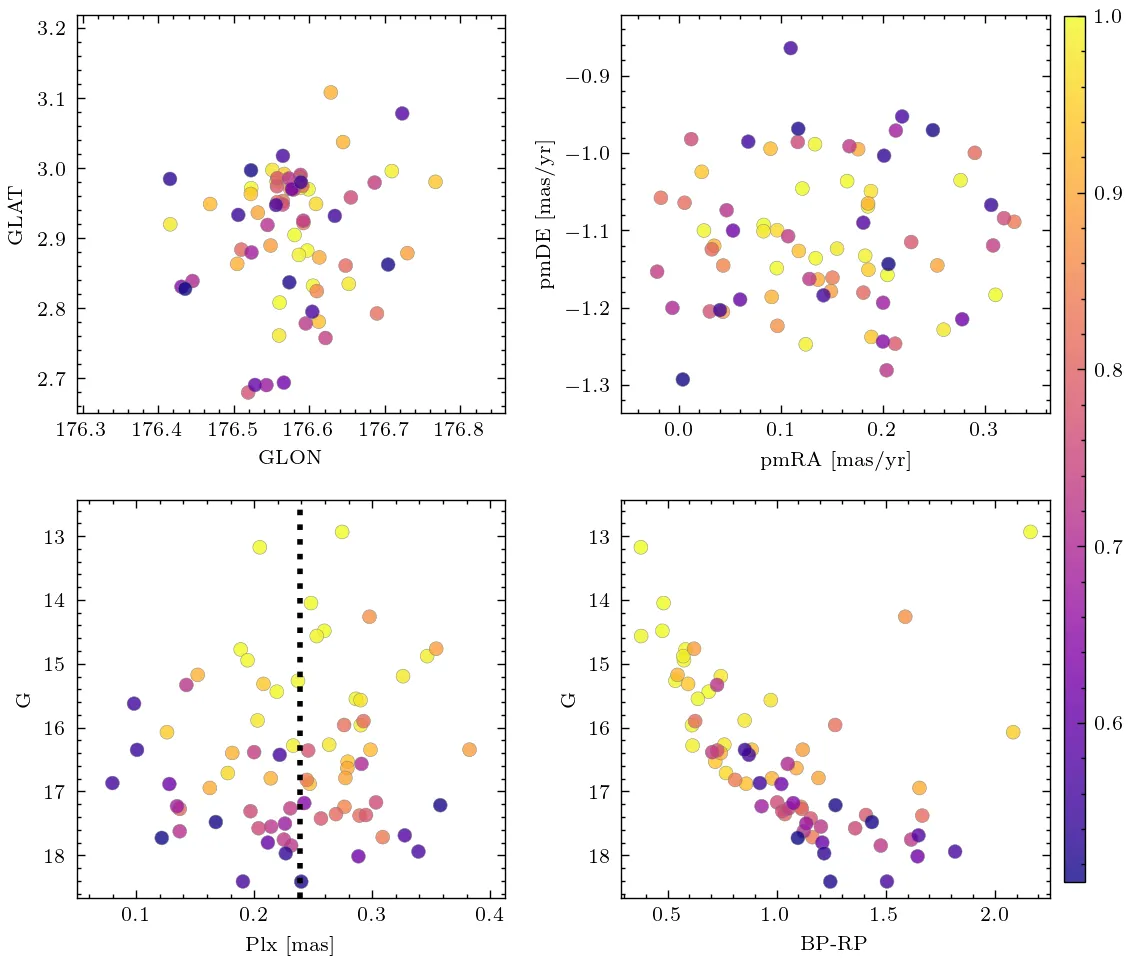 3.2
3.1
3.0
2.9
2.8
2.7
GLAT
176.3 176.4 176.5 176.6 176.7 176.8
GLON
−0.9
−1.0
−1.1
−1.2
−1.3
pmDE [mas/yr]
0.0 0.1 0.2 0.3
pmRA [mas/yr]
1.0
0.9
0.8
0.7
0.6
13
14
15
16
17
18
G
0.1 0.2 0.3 0.4
Plx [mas]
13
14
15
16
17
18
G
0.5 1.0 1.5 2.0
BP-RP